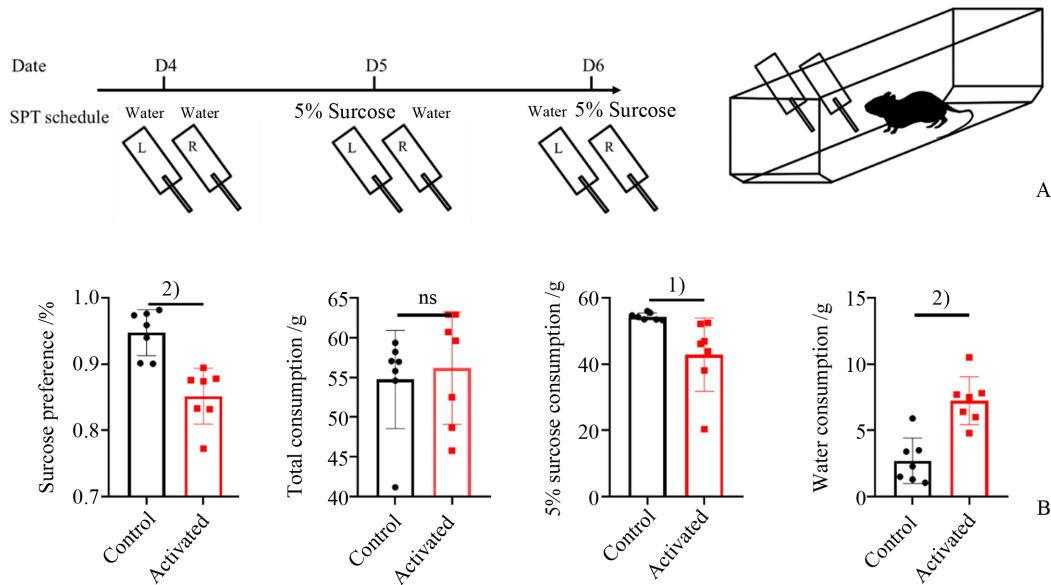 Date D4 D5 D6
SPT schedule Water Water 5% Surcose Water Water 5% Surcose
L R L R L R
A
2) ns 1) 2)
Surcose preference /%
1.0
0.9
0.8
0.7
Control
Activated
Total consumption /g
65
60
55
50
45
40
Control
Activated
5% surcose consumption /g
60
40
20
0
Control
Activated
Water consumption /g
15
10
5
0
Control
Activated
B